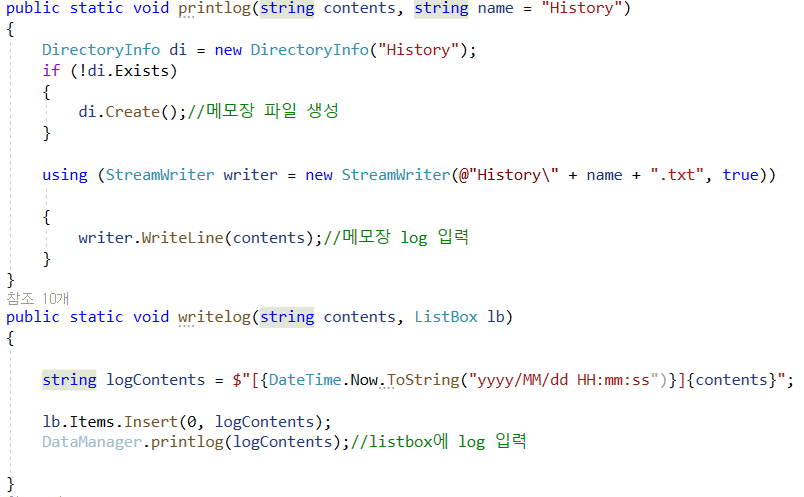 public static void printlog(string contents, string name = "History")
{
    DirectoryInfo di = new DirectoryInfo("History");
    if (!di.Exists)
    {
        di.Create();//메모장 파일 생성
    }
    using (StreamWriter writer = new StreamWriter(@"History\" + name + ".txt", true))
    {
        writer.WriteLine(contents);//메모장 log 입력
    }
}
참조 10개
public static void writelog(string contents, ListBox lb)
{
    string logContents = $"[{DateTime.Now.ToString("yyyy/MM/dd HH:mm:ss")}]{contents}";
    lb.Items.Insert(0, logContents);
    DataManager.printlog(logContents);//listbox에 log 입력
}